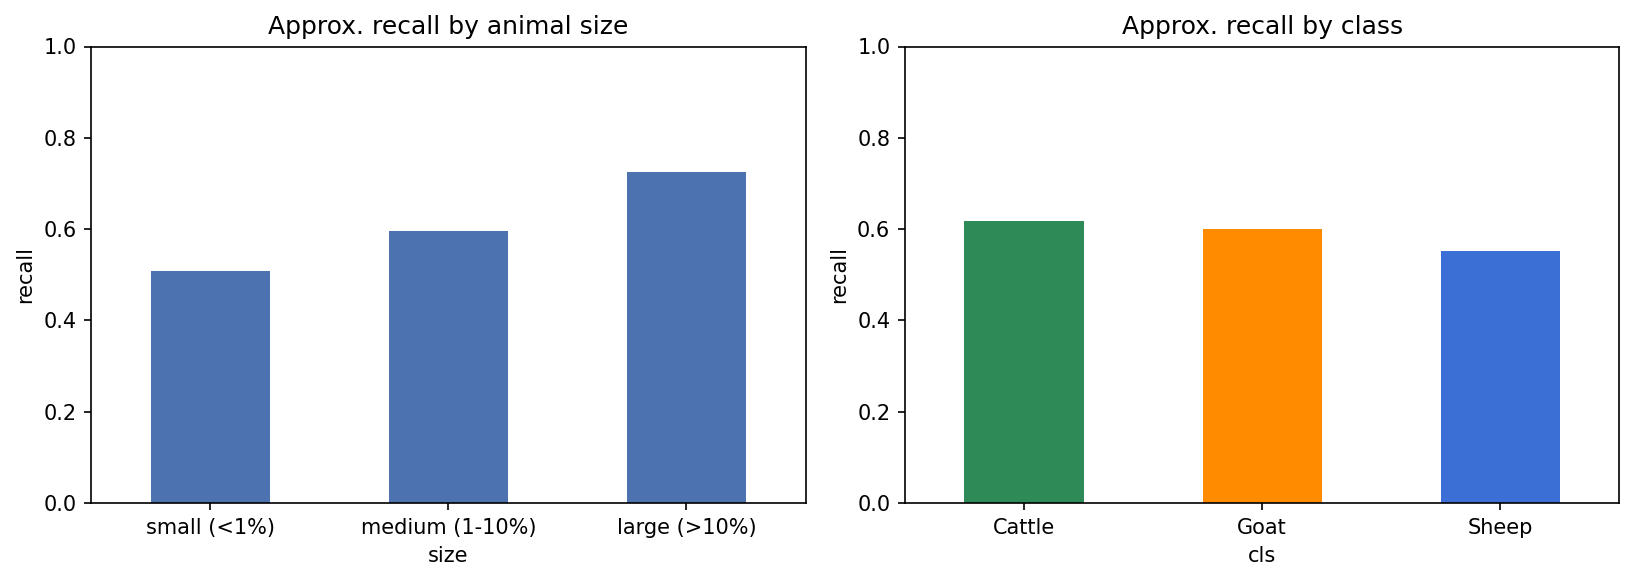 Approx. recall by animal size
1.0
0.8
0.6
0.4
0.2
0.0
recall
small (<1%) medium (1-10%) large (>10%)
size
Approx. recall by class
1.0
0.8
0.6
0.4
0.2
0.0
recall
Cattle Goat Sheep
cls